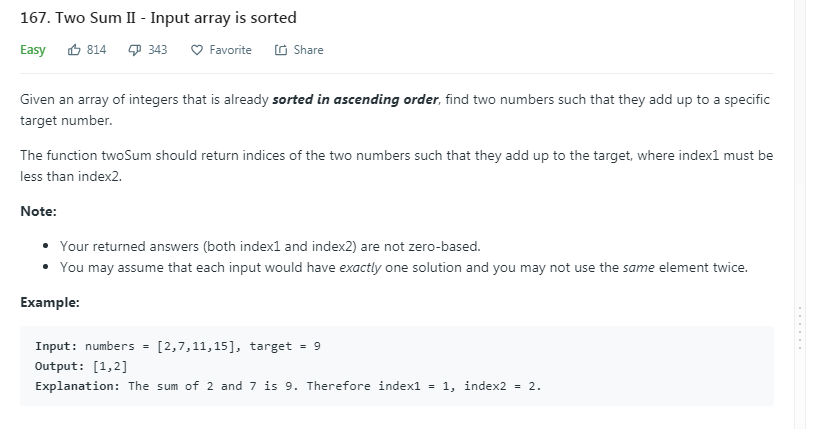 167. Two Sum II - Input array is sorted
Easy 814 343 Favorite Share
Given an array of integers that is already sorted in ascending order, find two numbers such that they add up to a specific
target number.
The function twoSum should return indices of the two numbers such that they add up to the target, where index1 must be
less than index2.
Note:
• Your returned answers (both index1 and index2) are not zero-based.
• You may assume that each input would have exactly one solution and you may not use the same element twice.
Example:
Input: numbers = [2,7,11,15], target = 9
Output: [1,2]
Explanation: The sum of 2 and 7 is 9. Therefore index1 = 1, index2 = 2.